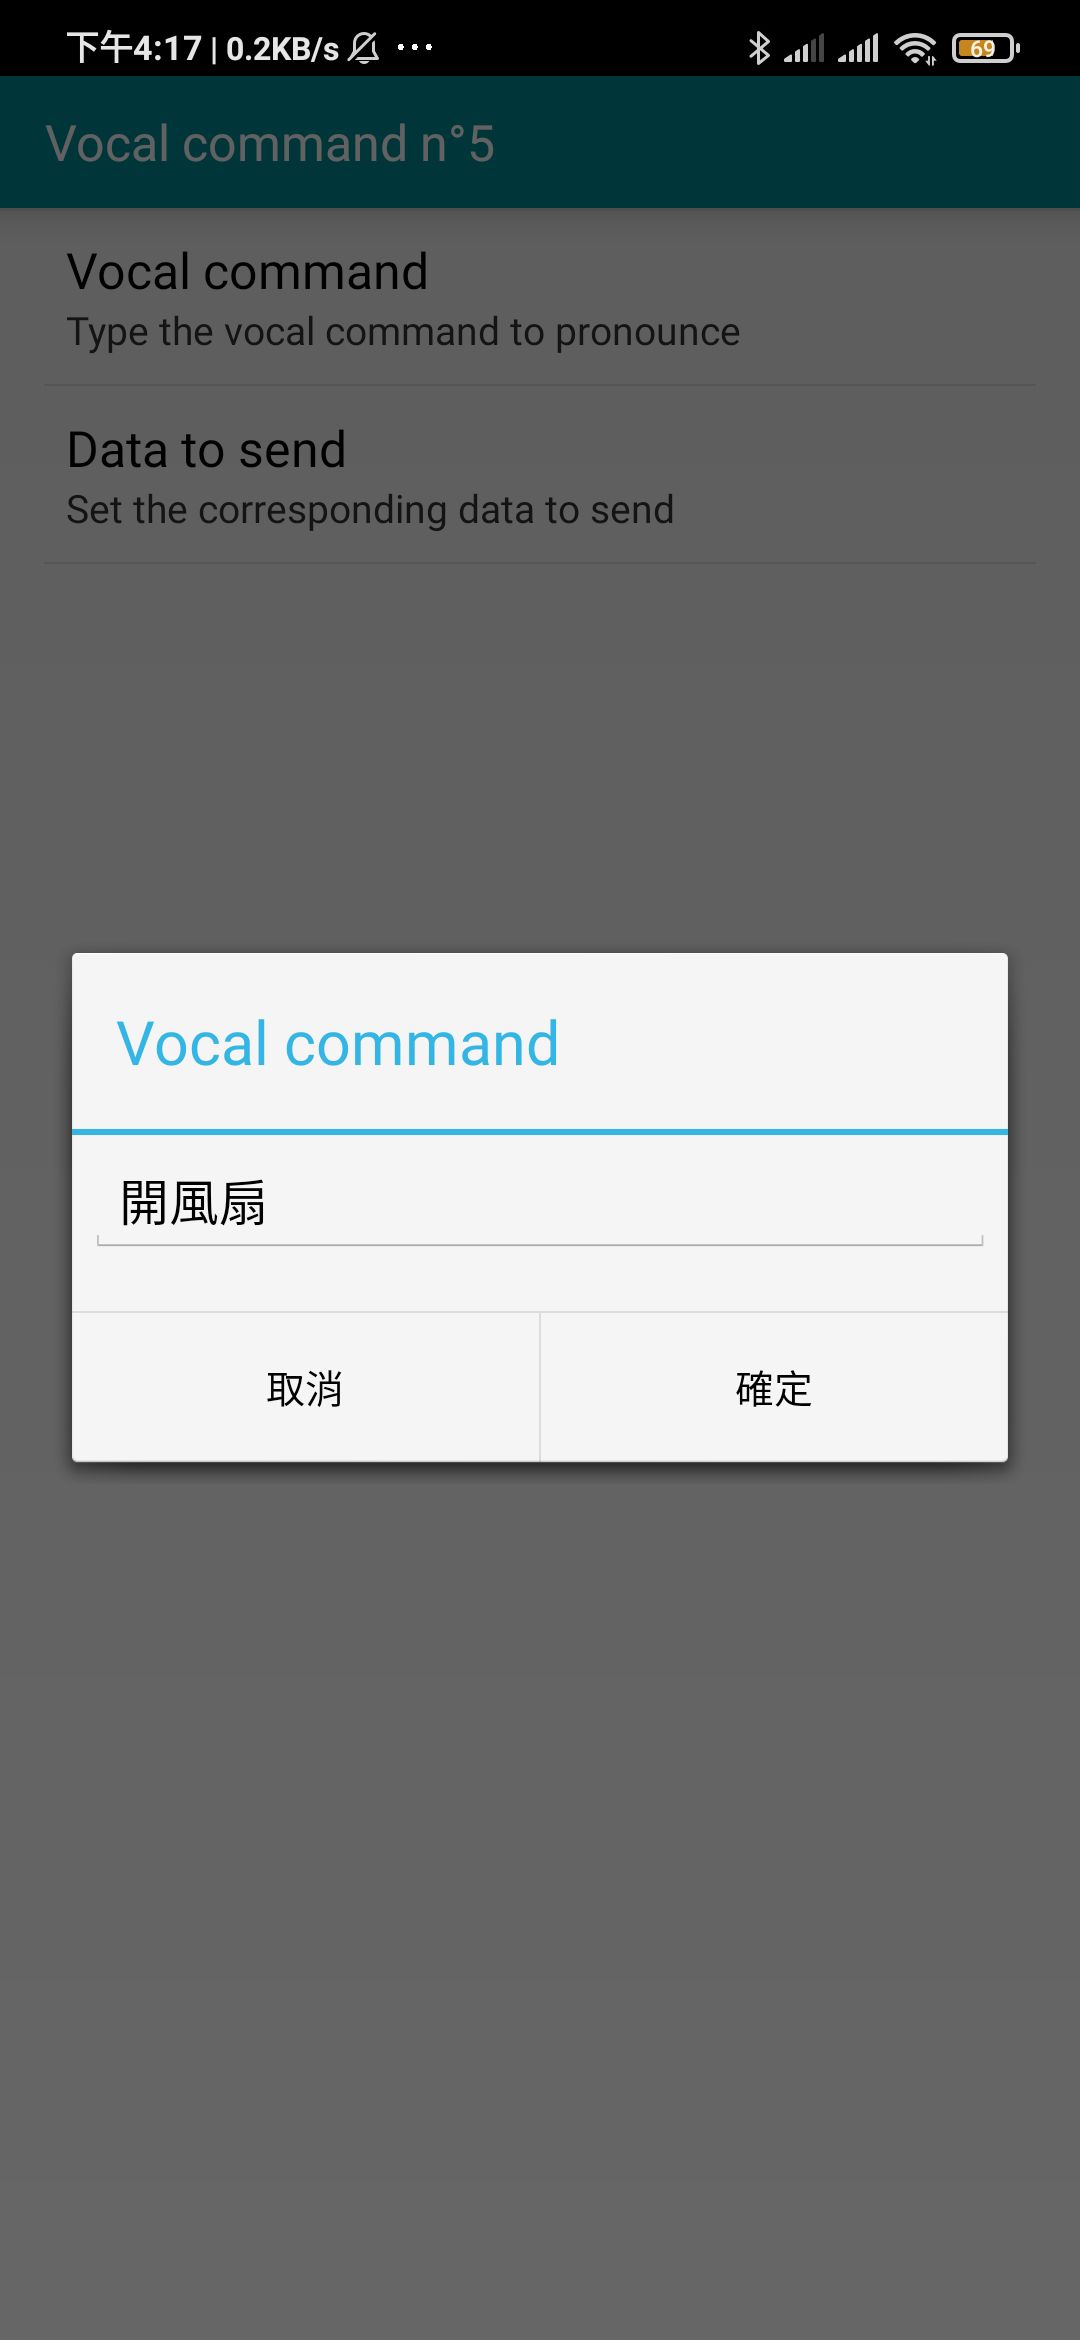 下午4:17 | 0.2KB/s ...
69
Vocal command n°5
Vocal command
Type the vocal command to pronounce
Data to send
Set the corresponding data to send
Vocal command
開風扇
取消
確定